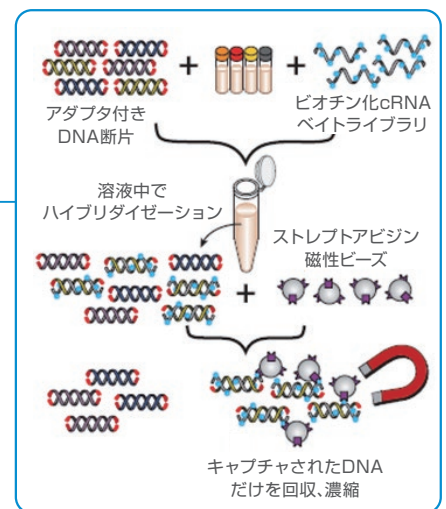 アダプタ付き
DNA断片
ビオチン化cRNA
ベイトライブラリ
溶液中で
ハイブリダイゼーション
ストレプトアビジン
磁性ビーズ
キャプチャされたDNA
だけを回収、濃縮